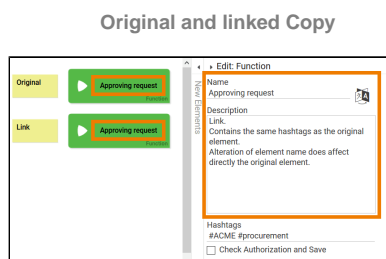 Original and linked Copy
Original
Approving request
Function
Link
Approving request
Function
New Elements
Edit: Function
Name
Approving request
Description
Link.
Contains the same hashtags as the original
element.
Alteration of element name does affect
directly the original element.
Hashtags
#ACME #procurement
Check Authorization and Save